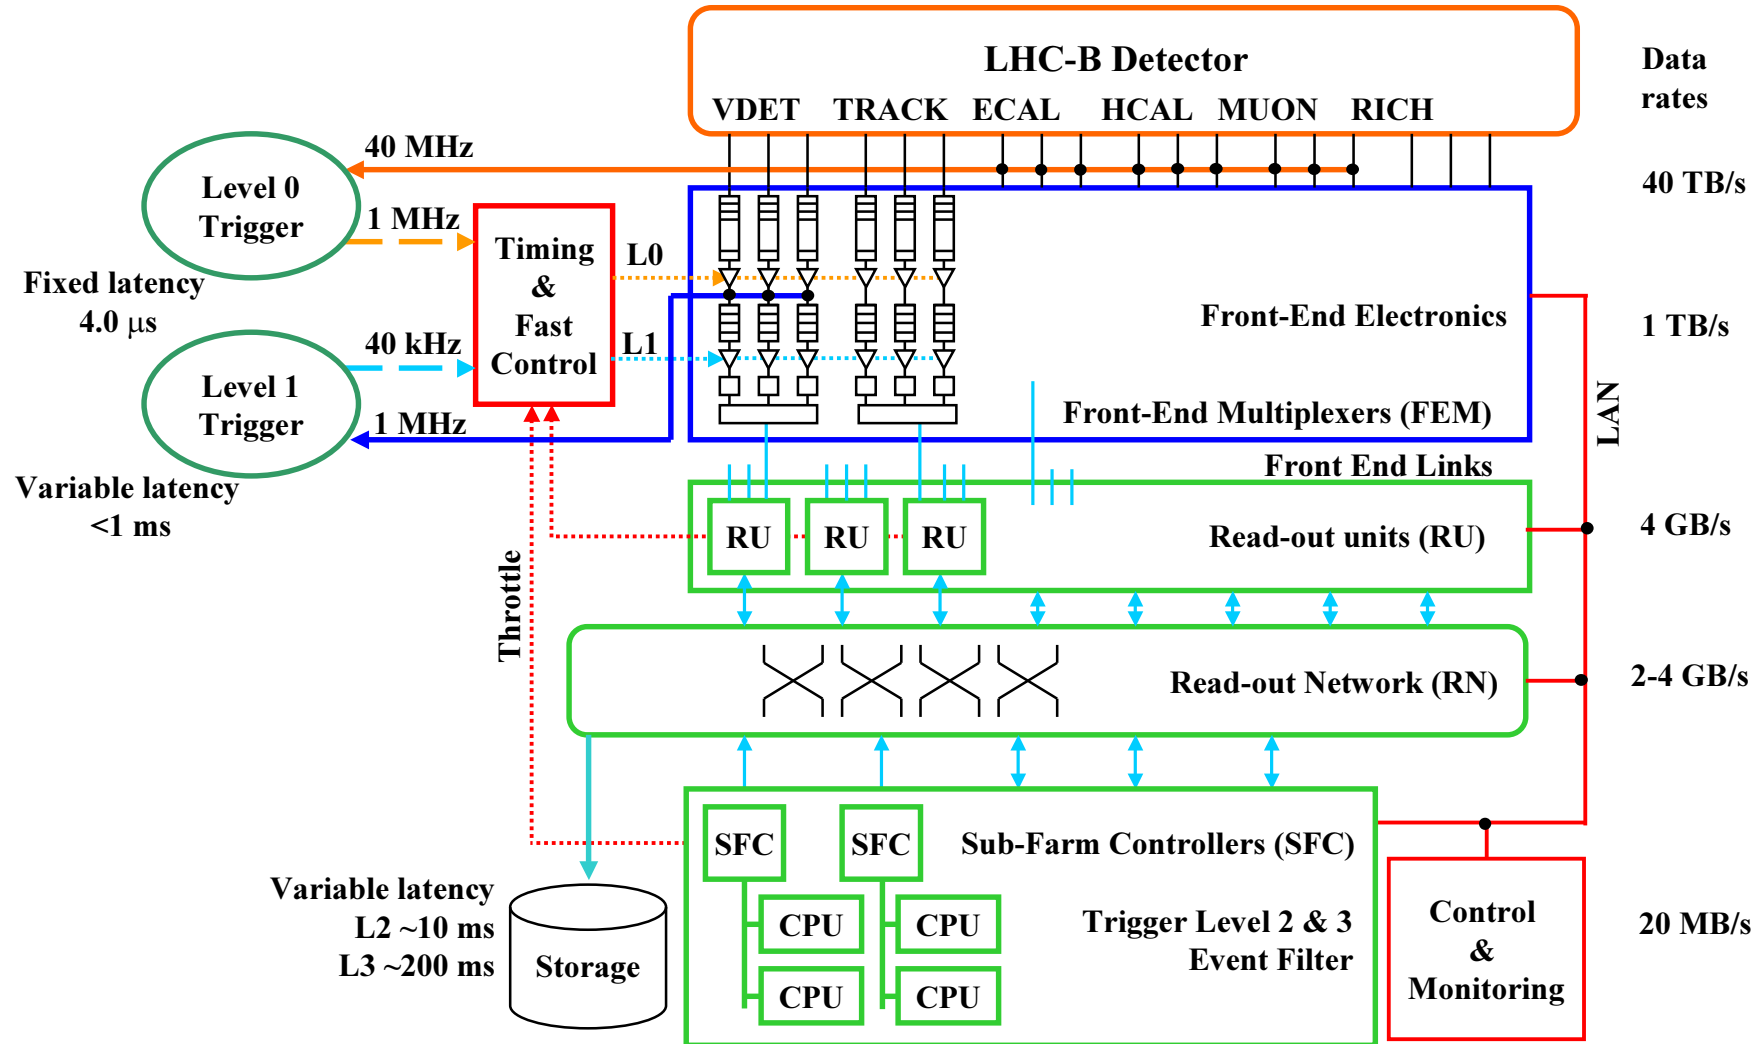 LHC-B Detector
VDET TRACK ECAL HCAL MUON RICH
Data
rates
40 MHz
40 TB/s
Level 0
Trigger
1 MHz
Timing
&
Fast
Control
L0
L1
Fixed latency
4.0 µs
Front-End Electronics
1 TB/s
40 kHz
Level 1
Trigger
1 MHz
Front-End Multiplexers (FEM)
LAN
Front End Links
Variable latency
<1 ms
RU
RU
RU
Read-out units (RU)
4 GB/s
Throttle
Read-out Network (RN)
2-4 GB/s
SFC
SFC
Sub-Farm Controllers (SFC)
Variable latency
L2 ~10 ms
L3 ~200 ms
Storage
CPU
CPU
CPU
CPU
Trigger Level 2 & 3
Event Filter
Control
&
Monitoring
20 MB/s